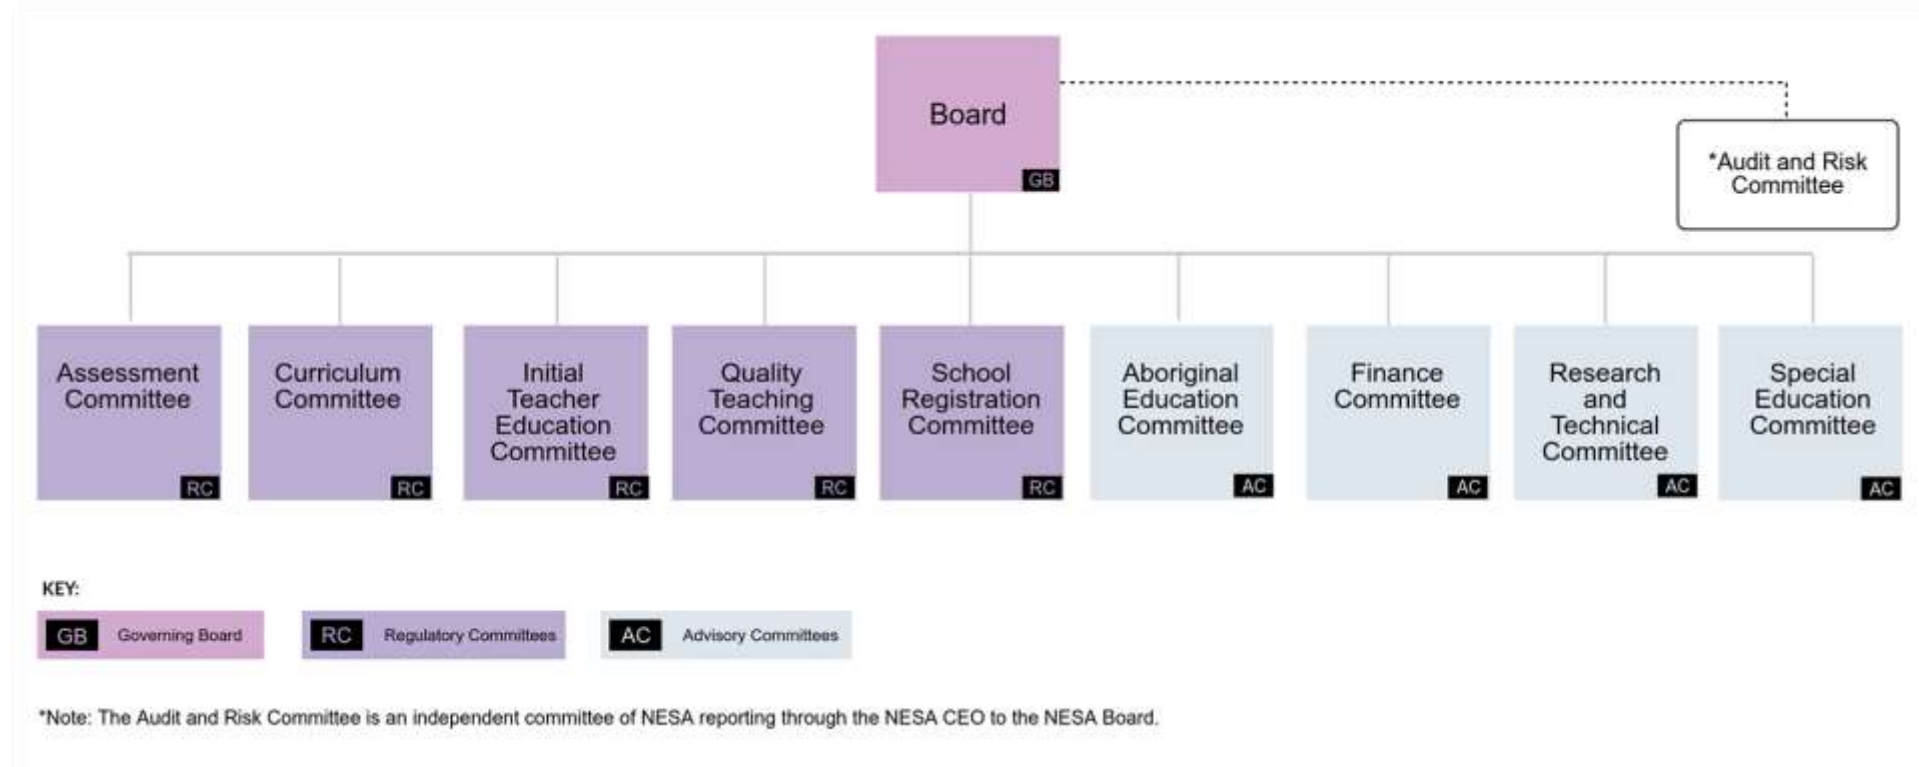 Board
GB
*Audit and Risk
Committee
Assessment
Committee
RC
Curriculum
Committee
RC
Initial
Teacher
Education
Committee
RC
Quality
Teaching
Committee
RC
School
Registration
Committee
RC
Aboriginal
Education
Committee
AC
Finance
Committee
AC
Research
and
Technical
Committee
AC
Special
Education
Committee
AC
KEY:
GB Governing Board
RC Regulatory Committees
AC Advisory Committees
*Note: The Audit and Risk Committee is an independent committee of NESA reporting through the NESA CEO to the NESA Board.